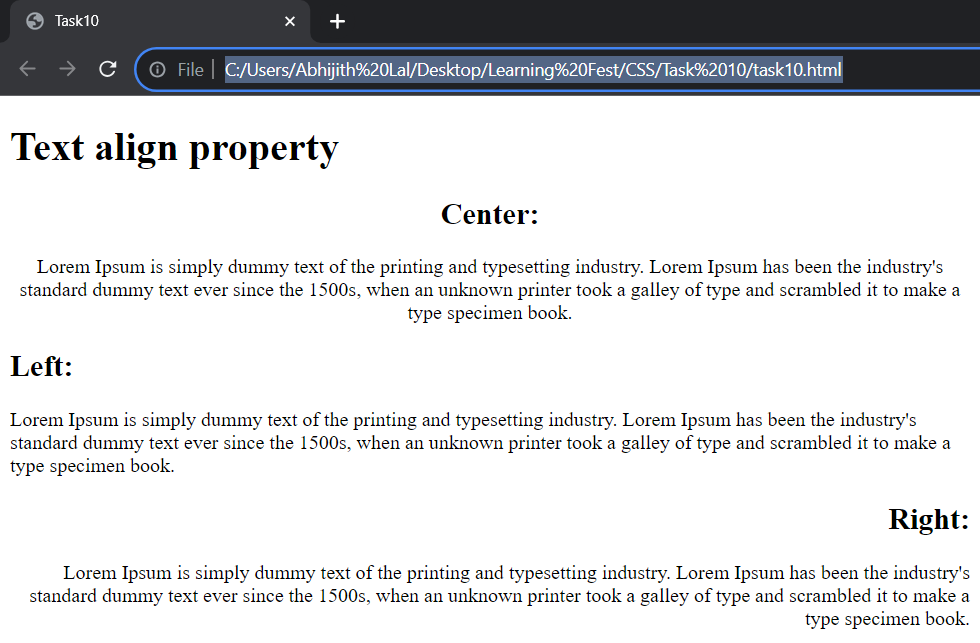 Task10
File C:/Users/Abhijith%20Lal/Desktop/Learning%20Fest/CSS/Task%2010/task10.html
Text align property
Center:
Lorem Ipsum is simply dummy text of the printing and typesetting industry. Lorem Ipsum has been the industry's
standard dummy text ever since the 1500s, when an unknown printer took a galley of type and scrambled it to make a
type specimen book.
Left:
Lorem Ipsum is simply dummy text of the printing and typesetting industry. Lorem Ipsum has been the industry's
standard dummy text ever since the 1500s, when an unknown printer took a galley of type and scrambled it to make a
type specimen book.
Right:
Lorem Ipsum is simply dummy text of the printing and typesetting industry. Lorem Ipsum has been the industry's
standard dummy text ever since the 1500s, when an unknown printer took a galley of type and scrambled it to make a
type specimen book.